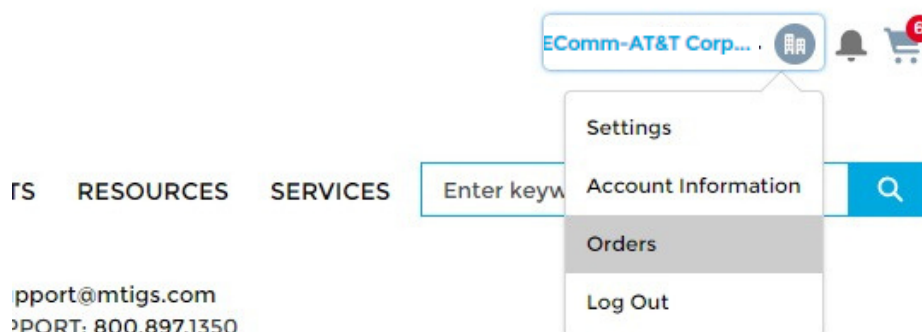 EComm-AT&T Corp...
6
Settings
Account Information
Orders
Log Out
TS RESOURCES SERVICES
Enter keyw
pport@mtigs.com
PPORT: 800.897.1350